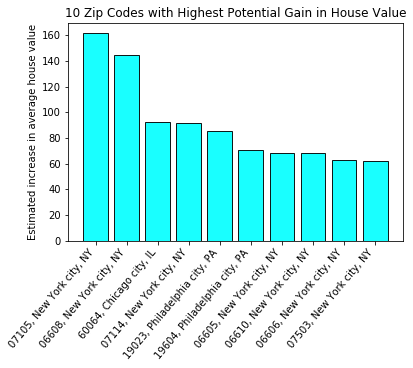 10 Zip Codes with Highest Potential Gain in House Value
Estimated increase in average house value
160
140
120
100
80
60
40
20
0
07105, New York city, NY
06608, New York city, NY
60064, Chicago city, IL
07114, New York city, NY
19023, Philadelphia city, PA
19604, Philadelphia city, PA
06605, New York city, NY
06610, New York city, NY
06606, New York city, NY
07503, New York city, NY